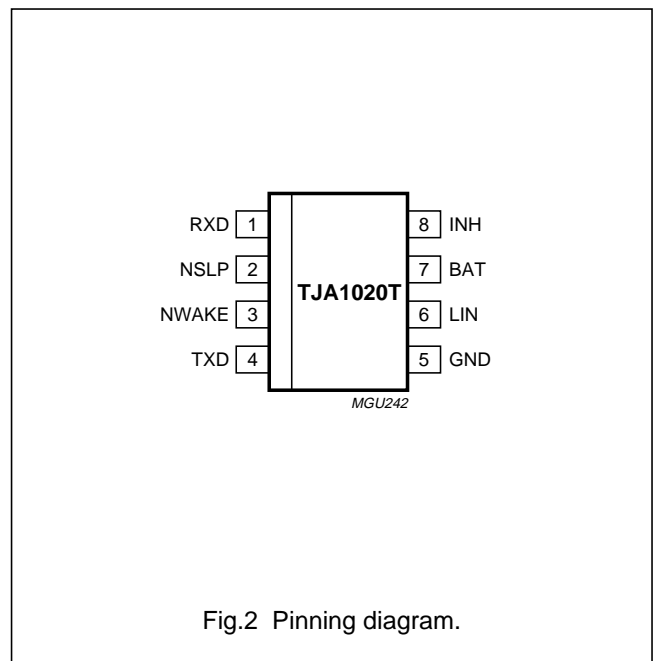 RXD 1 8 INH
NSLP 2 7 BAT
TJA1020T
NWAKE 3 6 LIN
TXD 4 5 GND
MGU242
Fig.2 Pinning diagram.